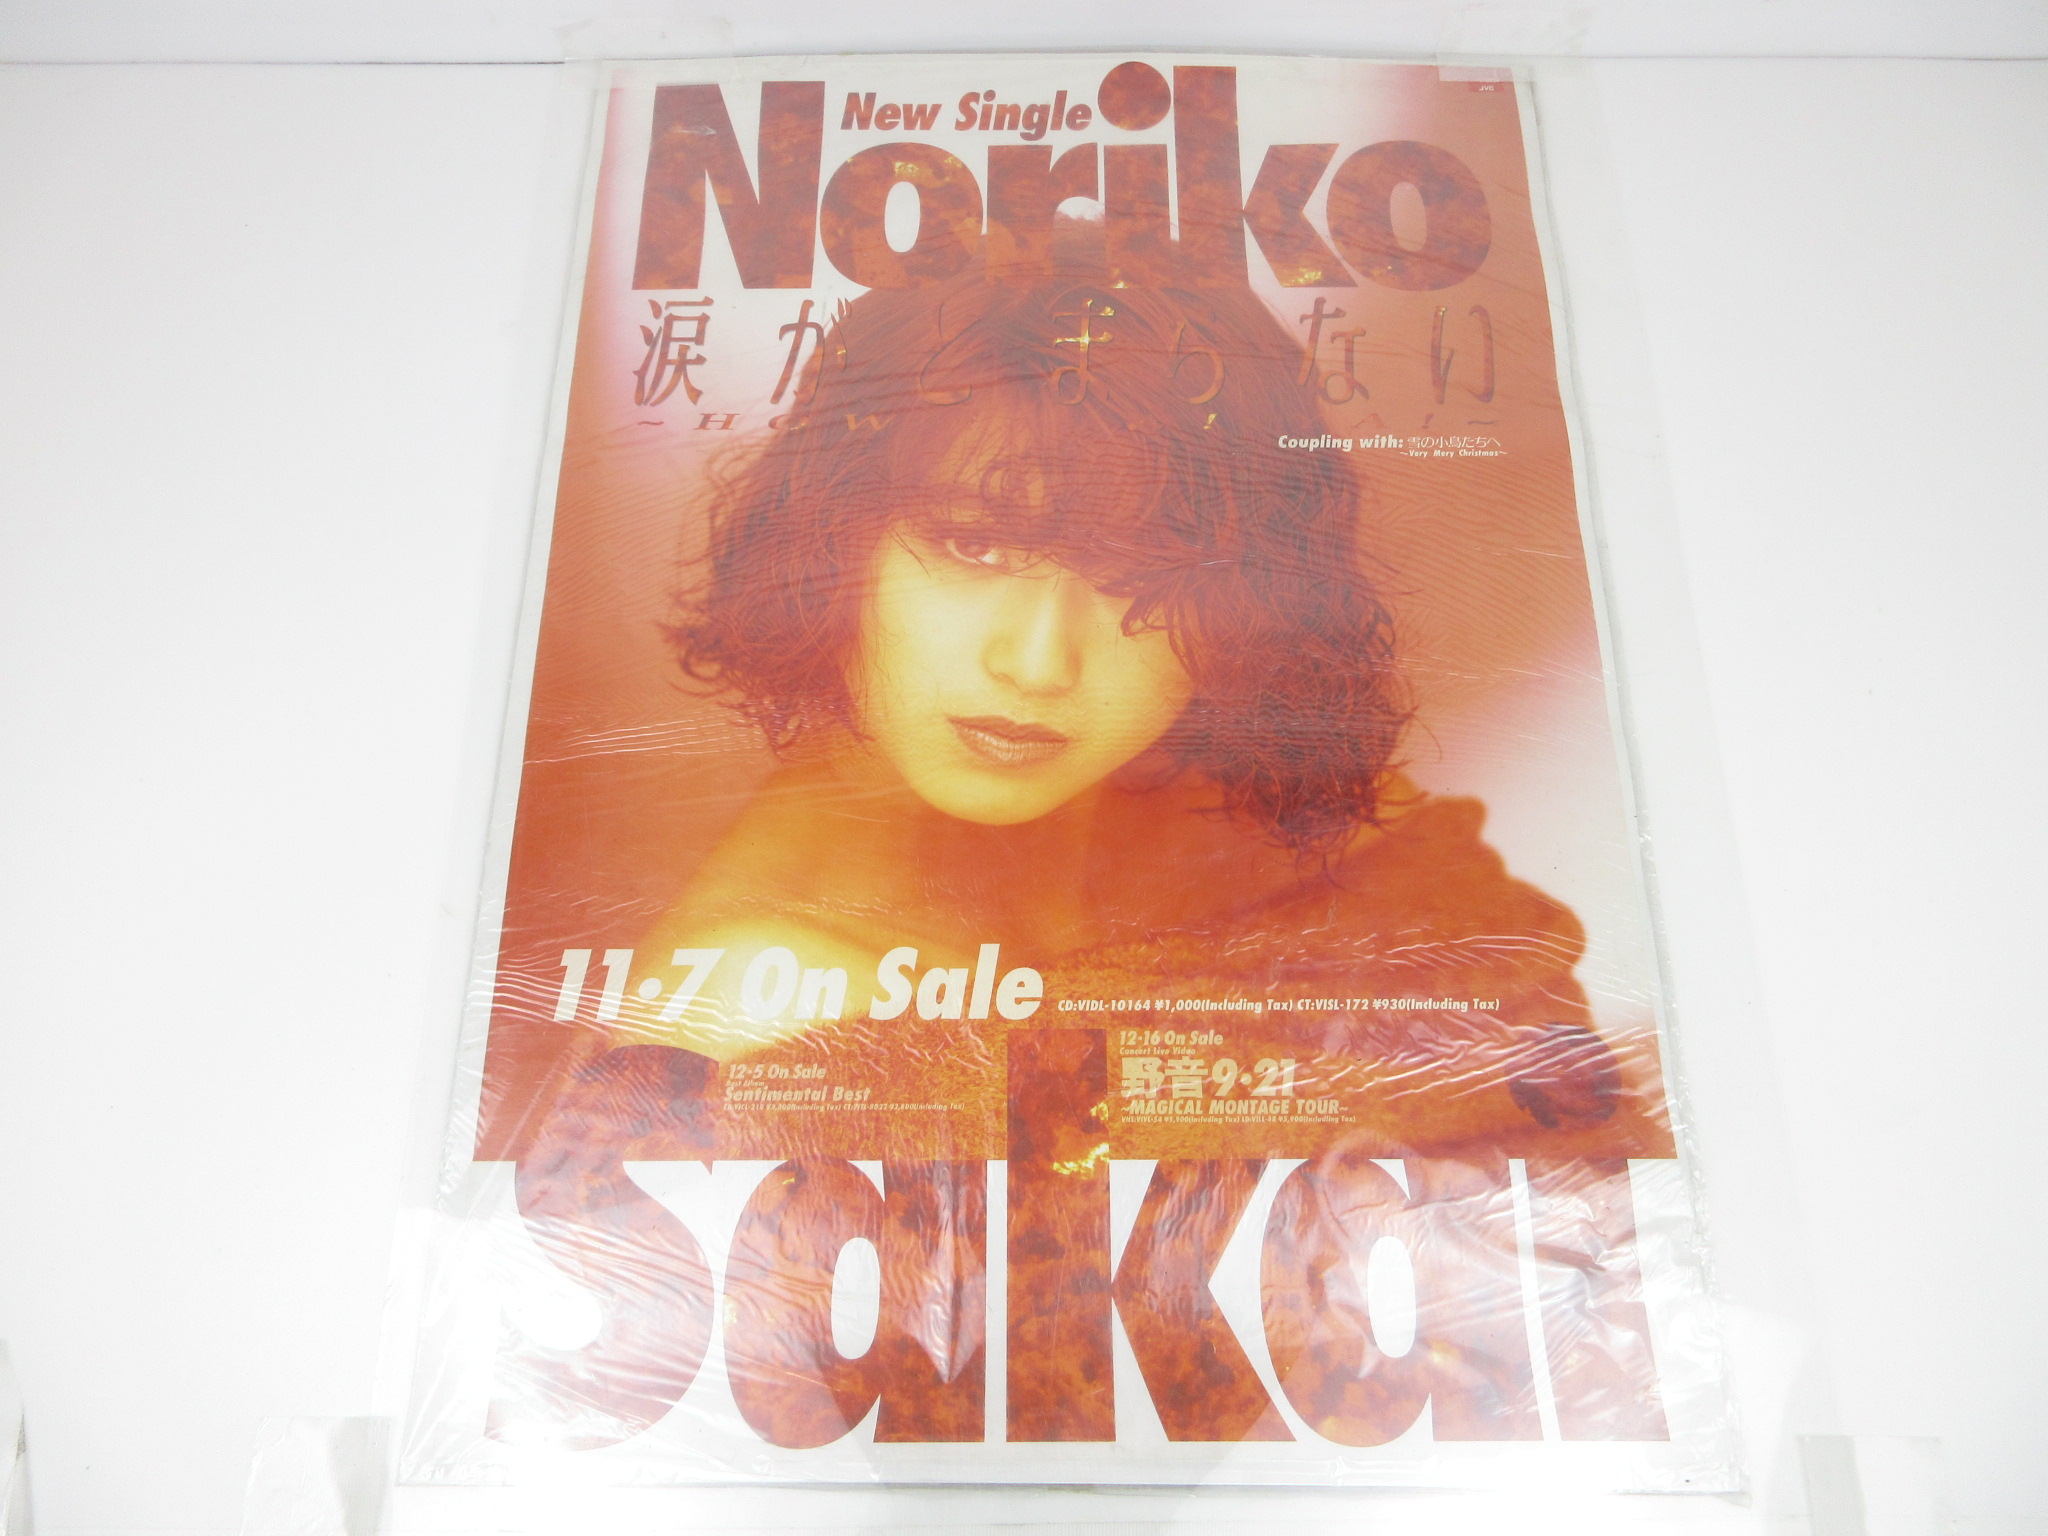 JVC
New Single
Noriko
涙がとまらない
~HOW
Coupling with: 雪の小鳥たちへ
~Very Mery Christmas~
11・7 On Sale
CD:VIDL-10164 ¥1,000(Including Tax) CT:VISL-172 ¥930(Including Tax)
12・5 On Sale
Best Album
Sentimental Best
12・16 On Sale
Concert Live Video
野音9・21
~MAGICAL MONTAGE TOUR~
Sakai